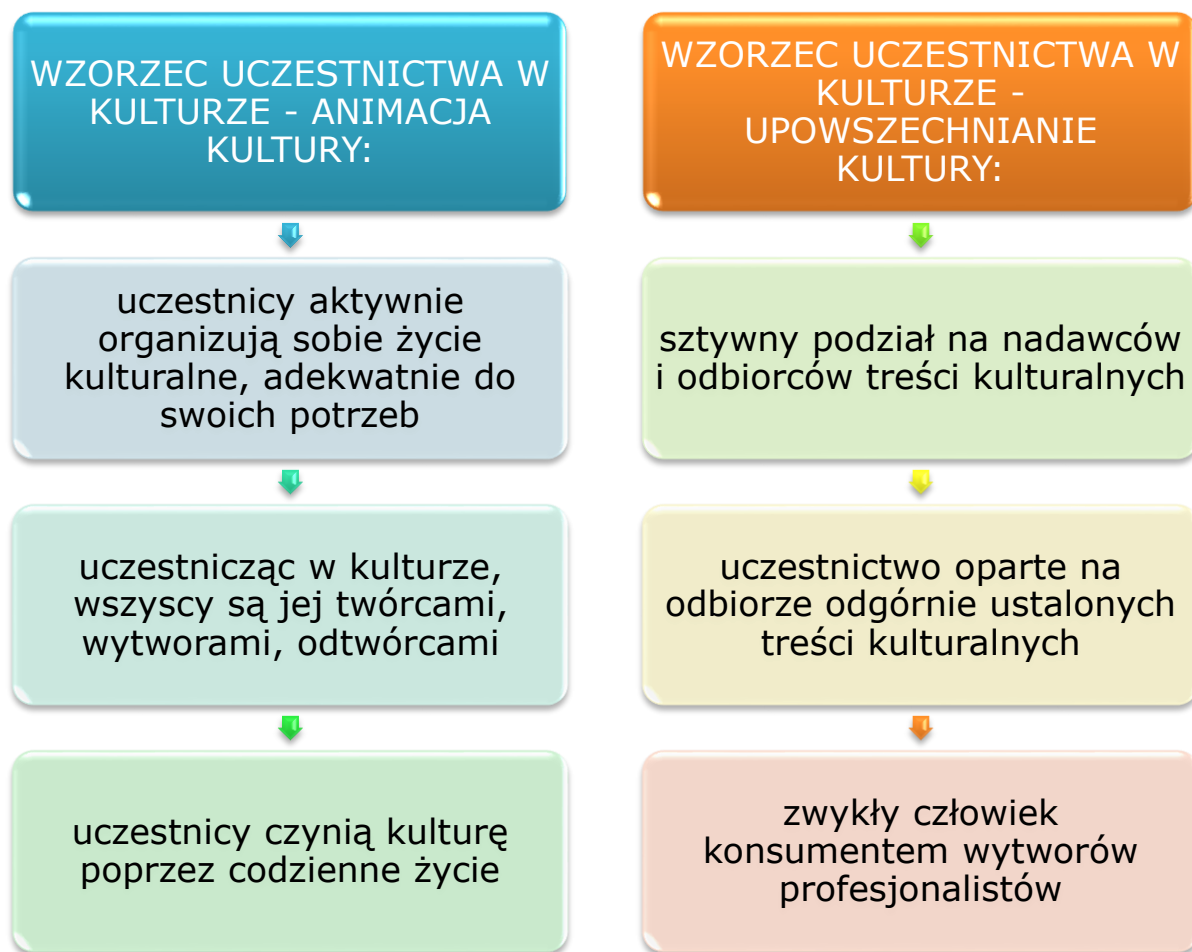 WZORZEC UCZESTNICTWA W
KULTURZE - ANIMACJA
KULTURY:
uczestnicy aktywnie
organizują sobie życie
kulturalne, adekwatnie do
swoich potrzeb
uczestnicząc w kulturze,
wszyscy są jej twórcami,
wytworami, odtwórcami
uczestnicy czynią kulturę
poprzez codzienne życie
WZORZEC UCZESTNICTWA W
KULTURZE -
UPOWSZECHNIANIE
KULTURY:
sztywny podział na nadawców
i odbiorców treści kulturalnych
uczestnictwo oparte na
odbiorze odgórnie ustalonych
treści kulturalnych
zwykły człowiek
konsumentem wytworów
profesjonalistów